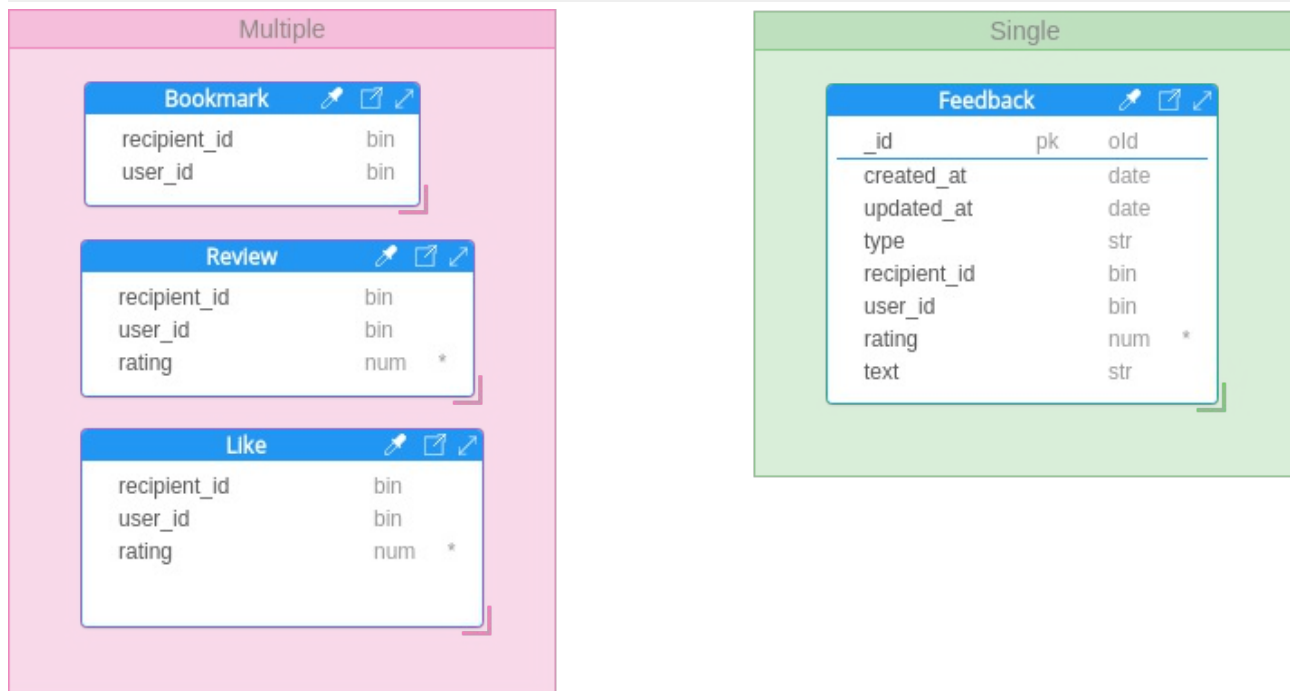 Multiple
Bookmark
recipient_id bin
user_id bin
Review
recipient_id bin
user_id bin
rating num *
Like
recipient_id bin
user_id bin
rating num *
Single
Feedback
_id pk old
created_at date
updated_at date
type str
recipient_id bin
user_id bin
rating num *
text str